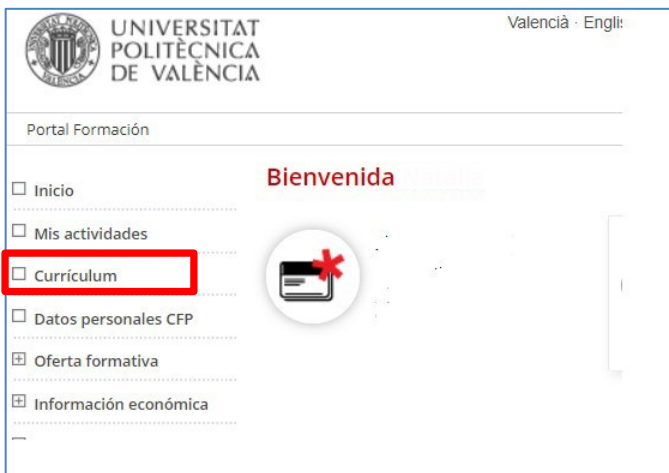 UNIVERSITAT
POLITÈCNICA
DE VALÈNCIA
Valencià · Englis
Portal Formación
Bienvenida
Inicio
Mis actividades
Currículum
Datos personales CFP
Oferta formativa
Información económica